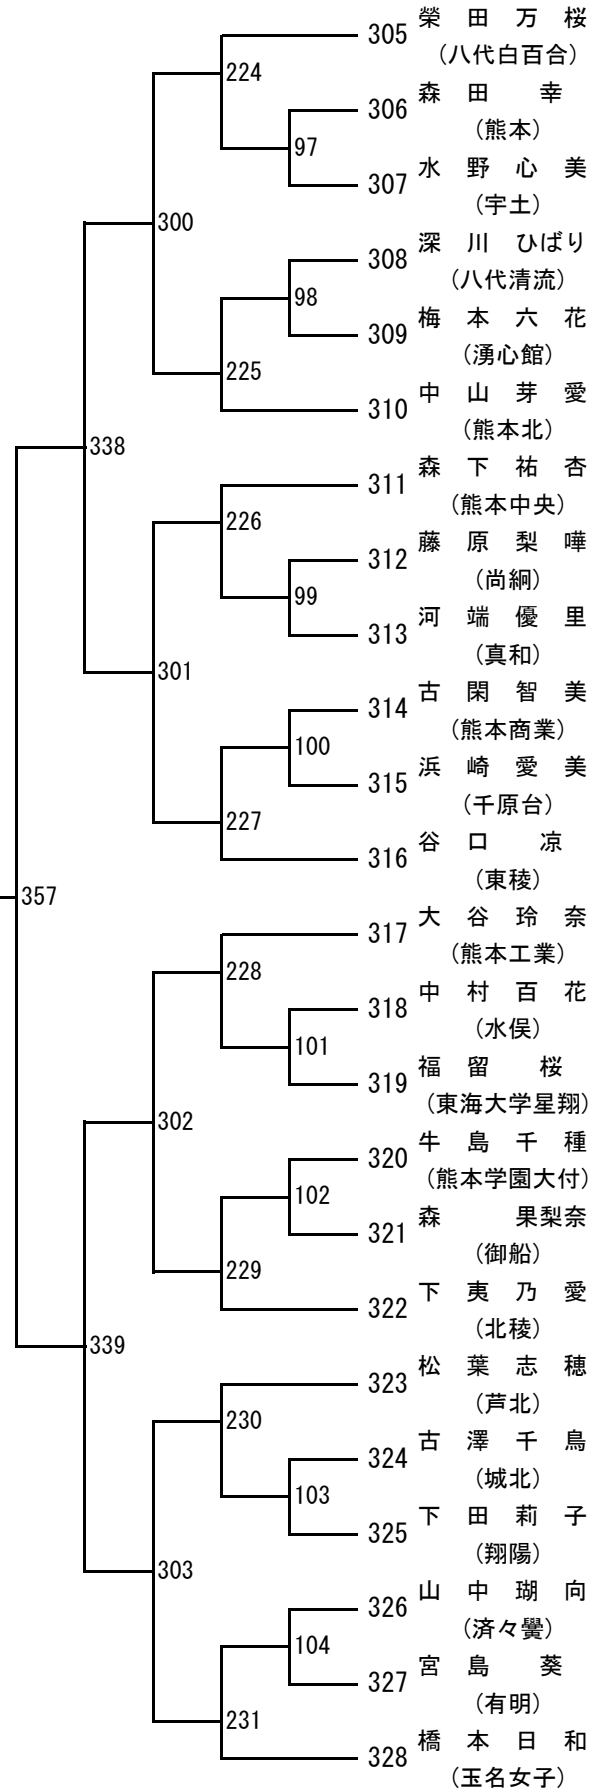 305 榮田万桜
(八代白百合)
224
306 森田　幸
(熊本)
97
307 水野心美
(宇土)
300
308 深川ひばり
(八代清流)
98
309 梅本六花
(湧心館)
225
310 中山芽愛
(熊本北)
338
311 森下祐杏
(熊本中央)
226
312 藤原梨嘩
(尚絅)
99
313 河端優里
(真和)
301
314 古閑智美
(熊本商業)
100
315 浜崎愛美
(千原台)
227
316 谷口　凉
(東稜)
357
317 大谷玲奈
(熊本工業)
228
318 中村百花
(水俣)
101
319 福留　桜
(東海大学星翔)
302
320 牛島千種
(熊本学園大付)
102
321 森　果梨奈
(御船)
229
322 下夷乃愛
(北稜)
339
323 松葉志穂
(芦北)
230
324 古澤千鳥
(城北)
103
325 下田莉子
(翔陽)
303
326 山中瑚向
(済々黌)
104
327 宮島　葵
(有明)
231
328 橋本日和
(玉名女子)